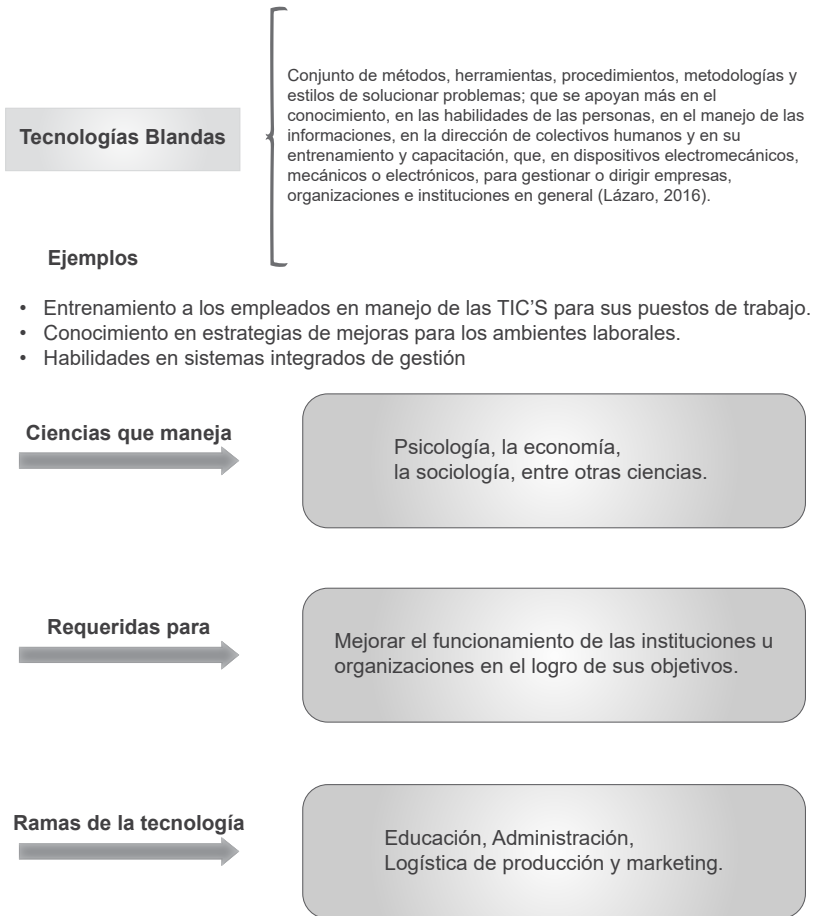 Tecnologías Blandas
Conjunto de métodos, herramientas, procedimientos, metodologías y
estilos de solucionar problemas; que se apoyan más en el
conocimiento, en las habilidades de las personas, en el manejo de las
informaciones, en la dirección de colectivos humanos y en su
entrenamiento y capacitación, que, en dispositivos electromecánicos,
mecánicos o electrónicos, para gestionar o dirigir empresas,
organizaciones e instituciones en general (Lázaro, 2016).
Ejemplos
• Entrenamiento a los empleados en manejo de las TIC’S para sus puestos de trabajo.
• Conocimiento en estrategias de mejoras para los ambientes laborales.
• Habilidades en sistemas integrados de gestión
Ciencias que maneja
Psicología, la economía,
la sociología, entre otras ciencias.
Requeridas para
Mejorar el funcionamiento de las instituciones u
organizaciones en el logro de sus objetivos.
Ramas de la tecnología
Educación, Administración,
Logística de producción y marketing.